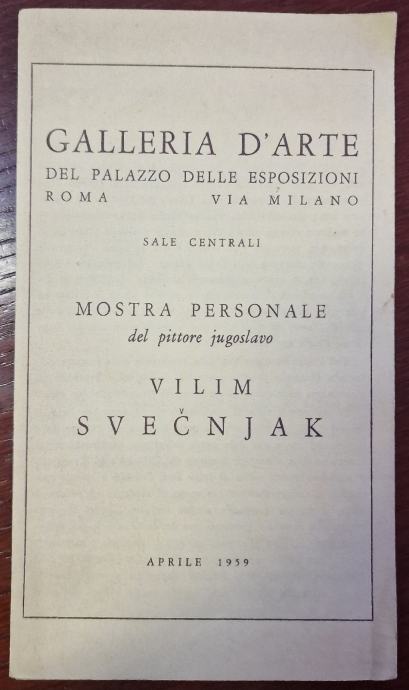 GALLERIA D'ARTE
DEL PALAZZO DELLE ESPOSIZIONI
ROMA VIA MILANO
SALE CENTRALI
MOSTRA PERSONALE
del pittore jugoslavo
VILIM
SVEČNJAK
APRILE 1959